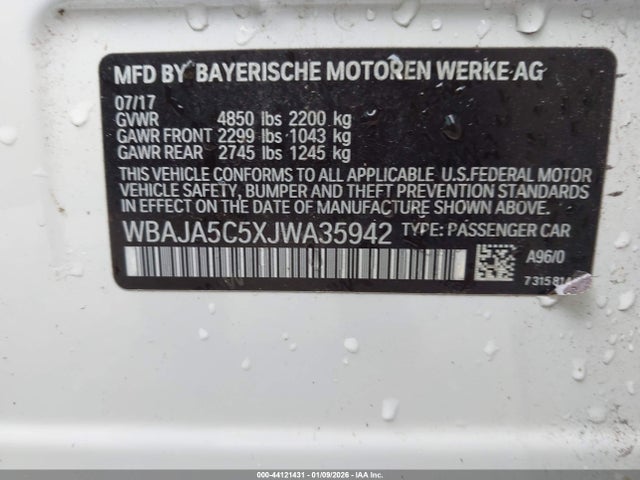 MFD BY BAYERISCHE MOTOREN WERKE AG
07/17
GVWR 4850 lbs 2200 kg
GAWR FRONT 2299 lbs 1043 kg
GAWR REAR 2745 lbs 1245 kg
THIS VEHICLE CONFORMS TO ALL APPLICABLE U.S.FEDERAL MOTOR
VEHICLE SAFETY, BUMPER AND THEFT PREVENTION STANDARDS
IN EFFECT ON THE DATE OF MANUFACTURE SHOWN ABOVE.
WBAJA5C5XJWA35942 TYPE: PASSENGER CAR
A96/0
000-44121431 - 01/09/2026 - IAAI.COM